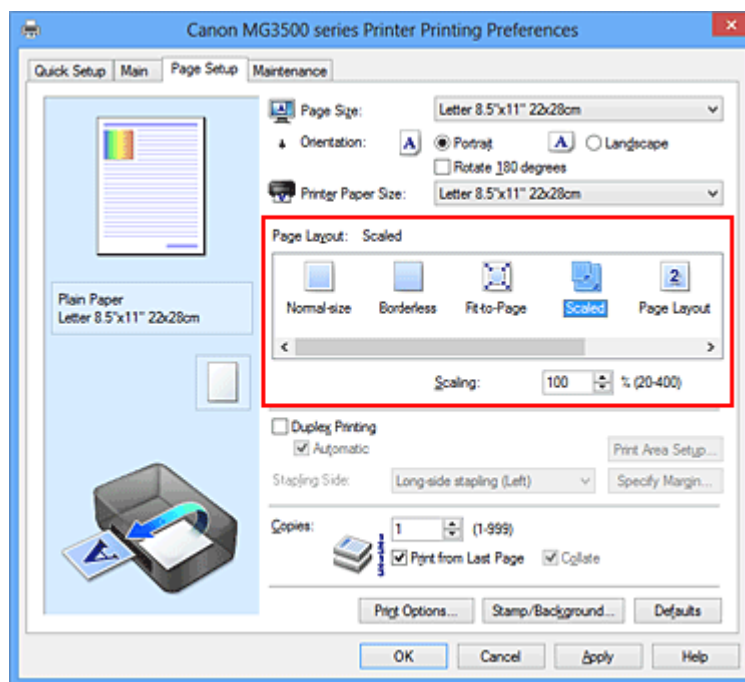 Canon MG3500 series Printer Printing Preferences
Quick Setup Main Page Setup Maintenance
Page Size: Letter 8.5"x11" 22x28cm
Orientation: A Portrait A Landscape
Rotate 180 degrees
Printer Paper Size: Letter 8.5"x11" 22x28cm
Page Layout: Scaled
2
Normal-size Borderless Fit-to-Page Scaled Page Layout
Plain Paper
Letter 8.5"x11" 22x28cm
Scaling: 100 % (20-400)
Duplex Printing
Automatic Print Area Setup...
Stapling Side: Long-side stapling (Left) Specify Margin...
Copies: 1 (1-999)
Print from Last Page Collate
A
Print Options... Stamp/Background... Defaults
OK Cancel Apply Help